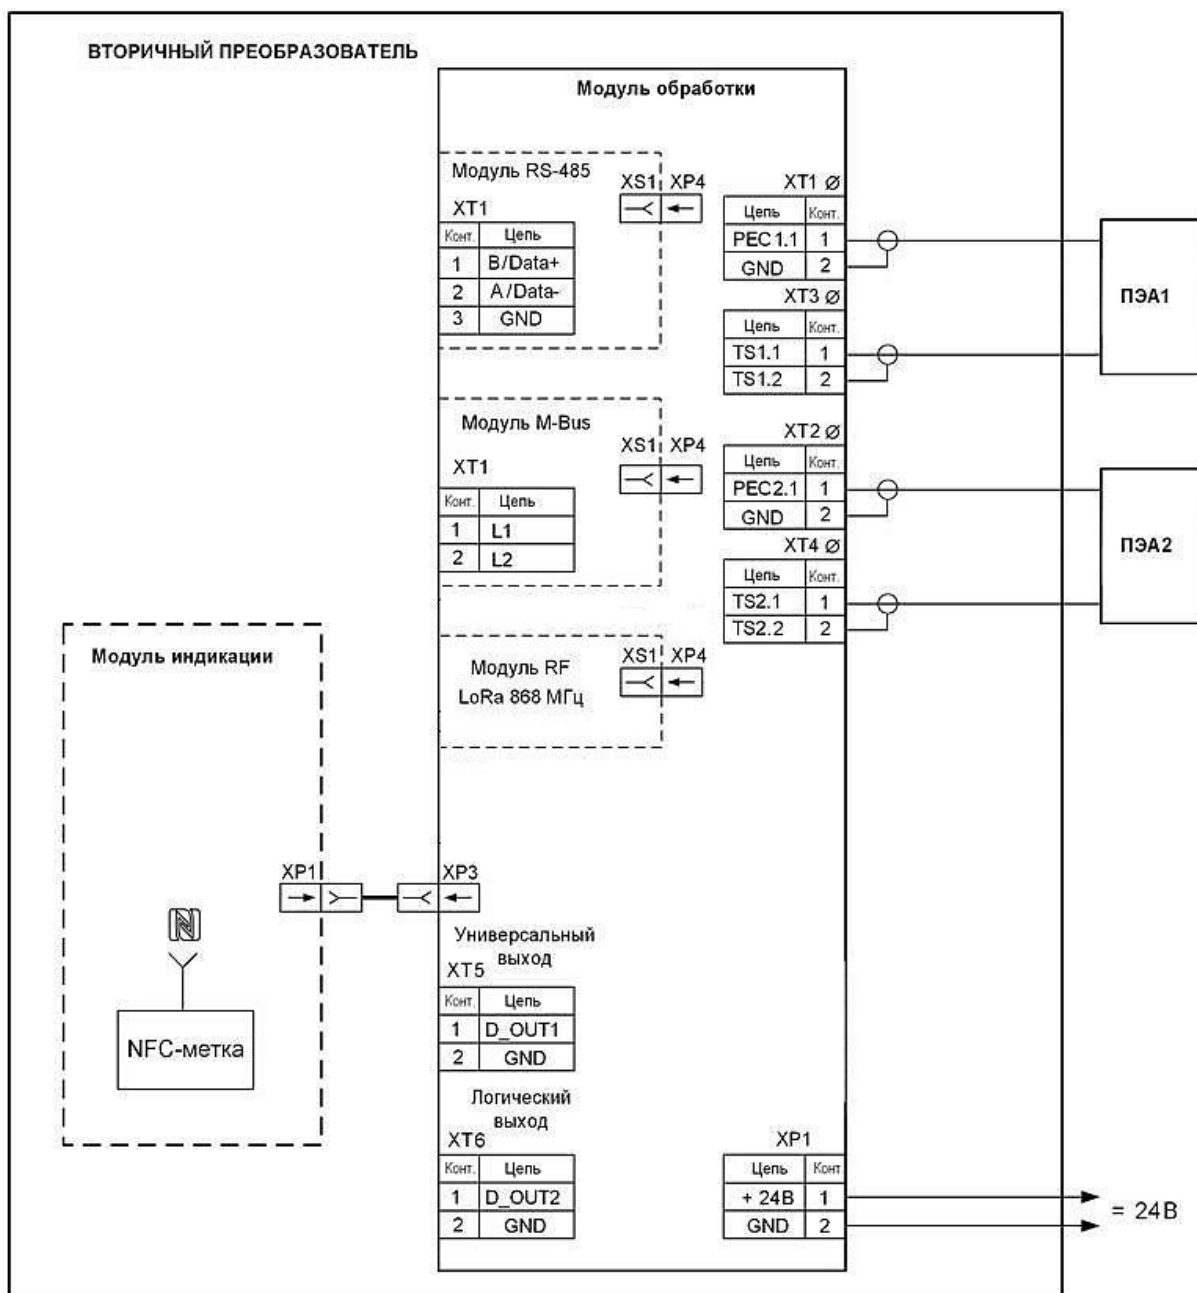 ВТОРИЧНЫЙ ПРЕОБРАЗОВАТЕЛЬ
Модуль обработки
Модуль RS-485
XS1 XP4
XT1
Конт. Цепь
1 B/Data+
2 A/Data-
3 GND
XT1 Ø
Цепь Конт.
PEC1.1 1
GND 2
XT3 Ø
Цепь Конт.
TS1.1 1
TS1.2 2
ПЭА1
Модуль M-Bus
XS1 XP4
XT1
Конт. Цепь
1 L1
2 L2
XT2 Ø
Цепь Конт.
PEC2.1 1
GND 2
XT4 Ø
Цепь Конт.
TS2.1 1
TS2.2 2
ПЭА2
Модуль RF
LoRa 868 МГц
XS1 XP4
Модуль индикации
XP1 XP3
N
NFC-метка
Универсальный
выход
XT5
Конт. Цепь
1 D_OUT1
2 GND
Логический
выход
XT6
Конт. Цепь
1 D_OUT2
2 GND
XP1
Цепь Конт.
+ 24В 1
GND 2
= 24В